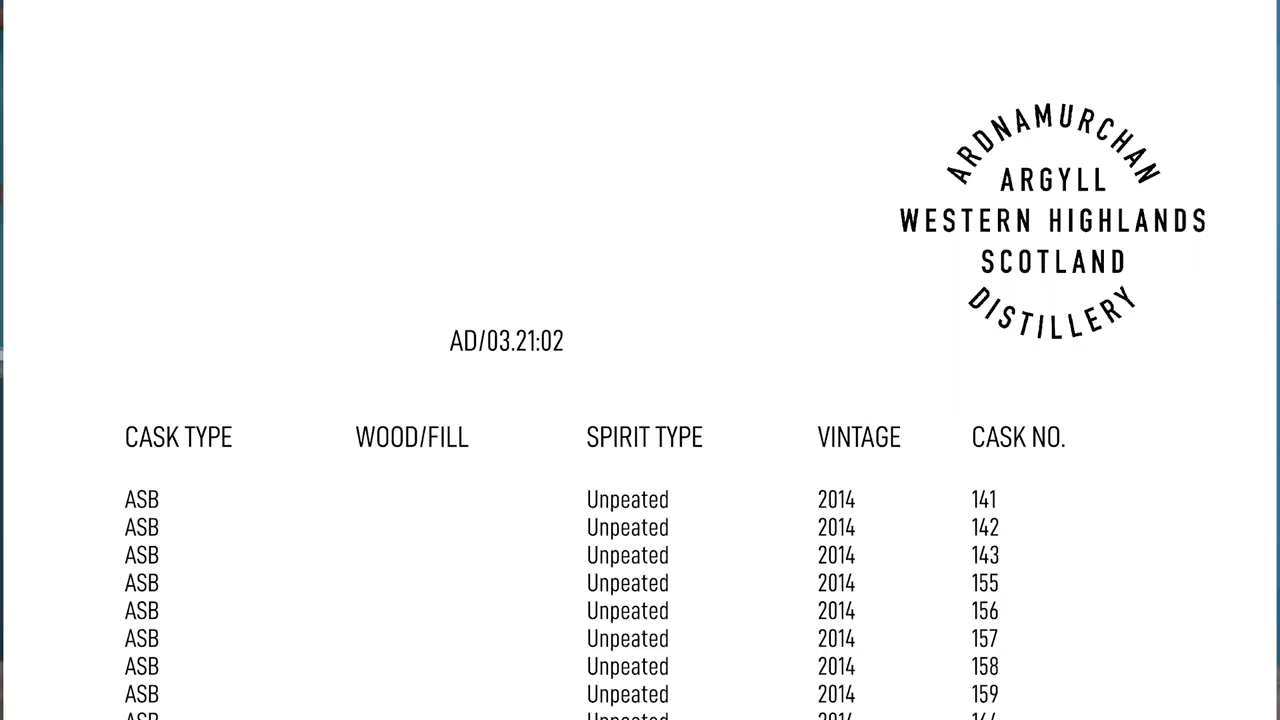 ARDNAMURCHAN
ARGYLL
WESTERN HIGHLANDS
SCOTLAND
DISTILLERY
AD/03.21:02
CASK TYPE WOOD/FILL SPIRIT TYPE VINTAGE CASK NO.
ASB Unpeated 2014 141
ASB Unpeated 2014 142
ASB Unpeated 2014 143
ASB Unpeated 2014 155
ASB Unpeated 2014 156
ASB Unpeated 2014 157
ASB Unpeated 2014 158
ASB Unpeated 2014 159